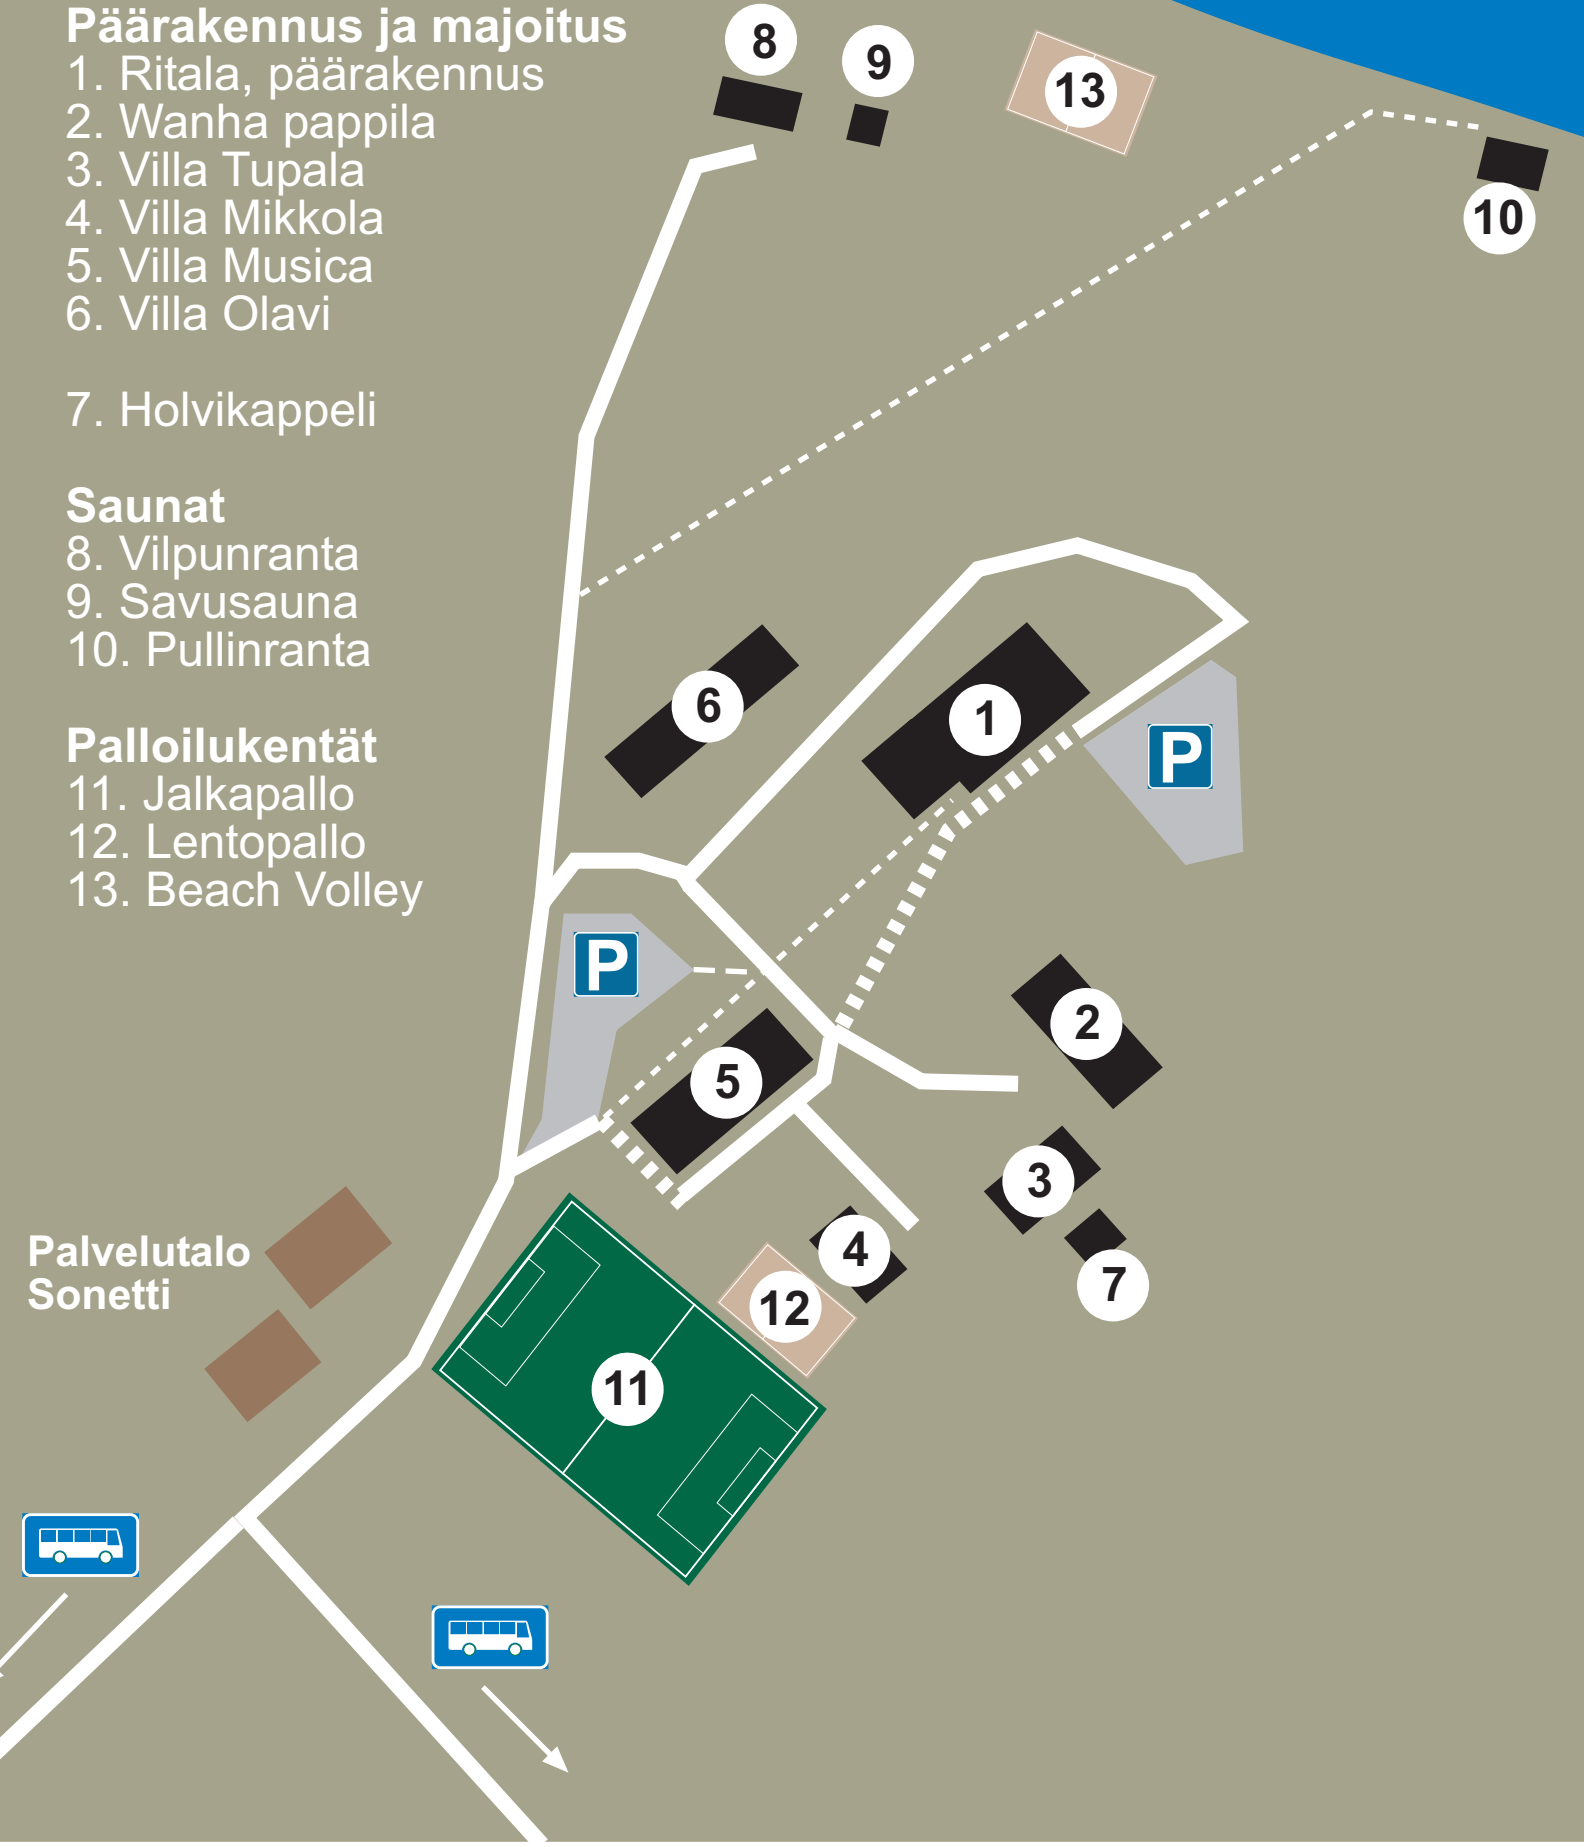 Päärakennus ja majoitus
1. Ritala, päärakennus
2. Wanha pappila
3. Villa Tupala
4. Villa Mikkola
5. Villa Musica
6. Villa Olavi
7. Holvikappeli
Saunat
8. Vilpunranta
9. Savusauna
10. Pullinranta
Palloilukentät
11. Jalkapallo
12. Lentopallo
13. Beach Volley
8
9
13
10
6
1
P
P
2
5
3
4
7
12
11
Palvelutalo
Sonetti